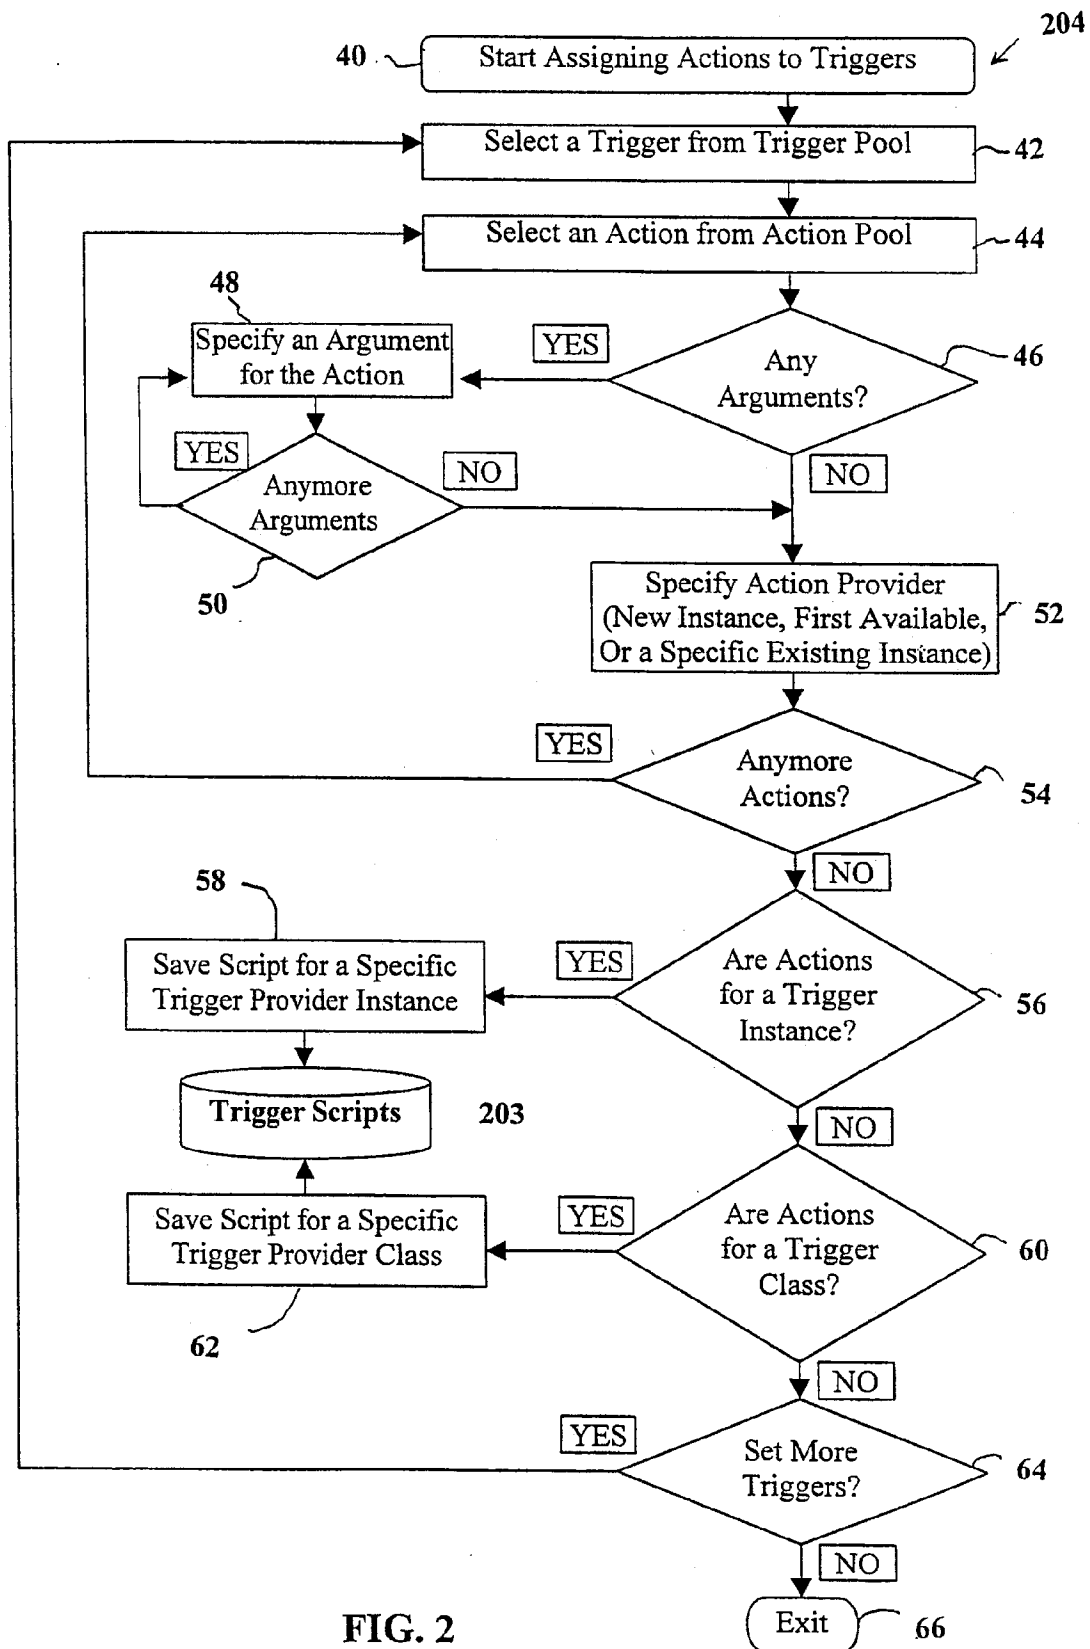 204
40
Start Assigning Actions to Triggers
Select a Trigger from Trigger Pool
42
Select an Action from Action Pool
44
48
Specify an Argument
for the Action
YES
Any
Arguments?
46
YES
Anymore
Arguments
NO
NO
50
Specify Action Provider
(New Instance, First Available,
Or a Specific Existing Instance)
52
YES
Anymore
Actions?
54
NO
58
Save Script for a Specific
Trigger Provider Instance
YES
Are Actions
for a Trigger
Instance?
56
Trigger Scripts
203
NO
Save Script for a Specific
Trigger Provider Class
YES
Are Actions
for a Trigger
Class?
60
62
NO
YES
Set More
Triggers?
64
NO
Exit
66
FIG. 2